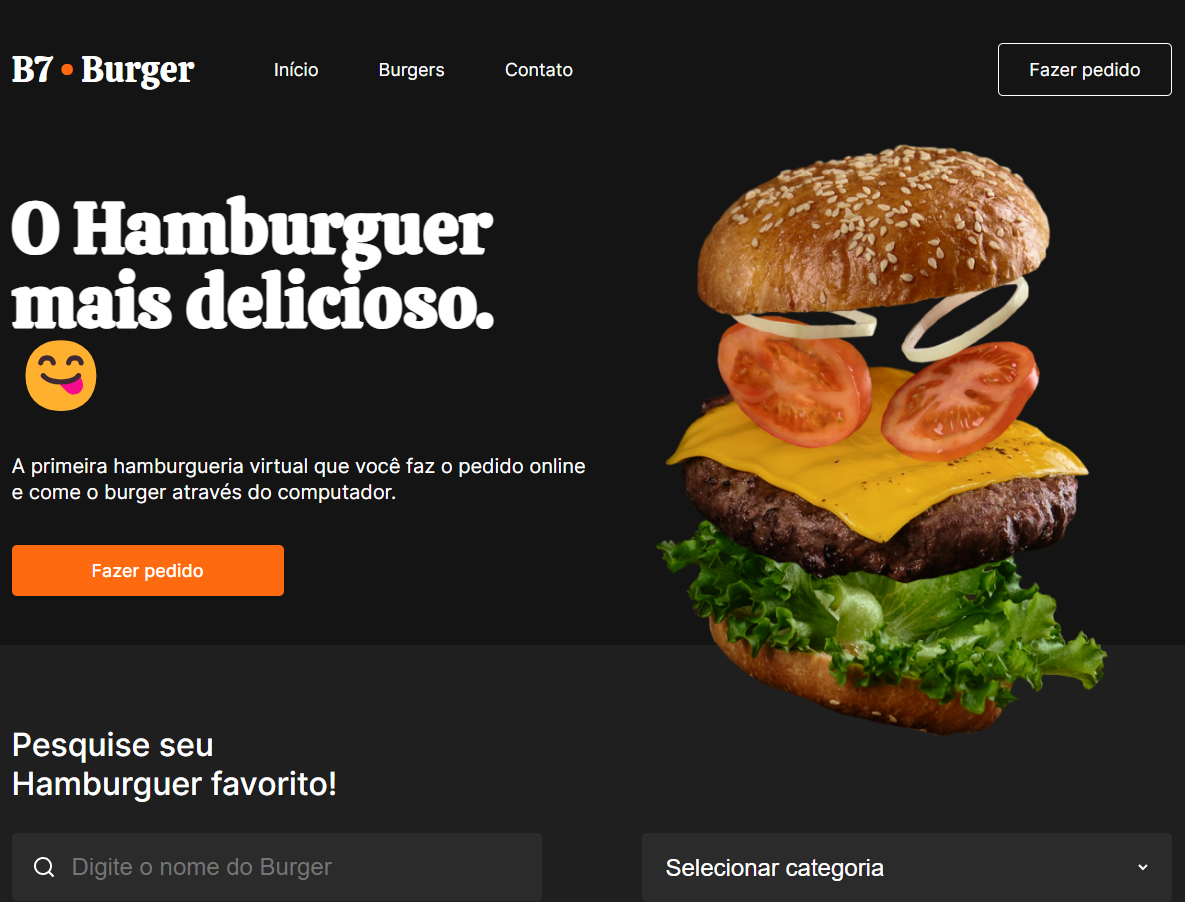 B7 • Burger
Início
Burgers
Contato
Fazer pedido
O Hamburguer
mais delicioso.
A primeira hamburgueria virtual que você faz o pedido online
e come o burger através do computador.
Fazer pedido
Pesquise seu
Hamburguer favorito!
Digite o nome do Burger
Selecionar categoria